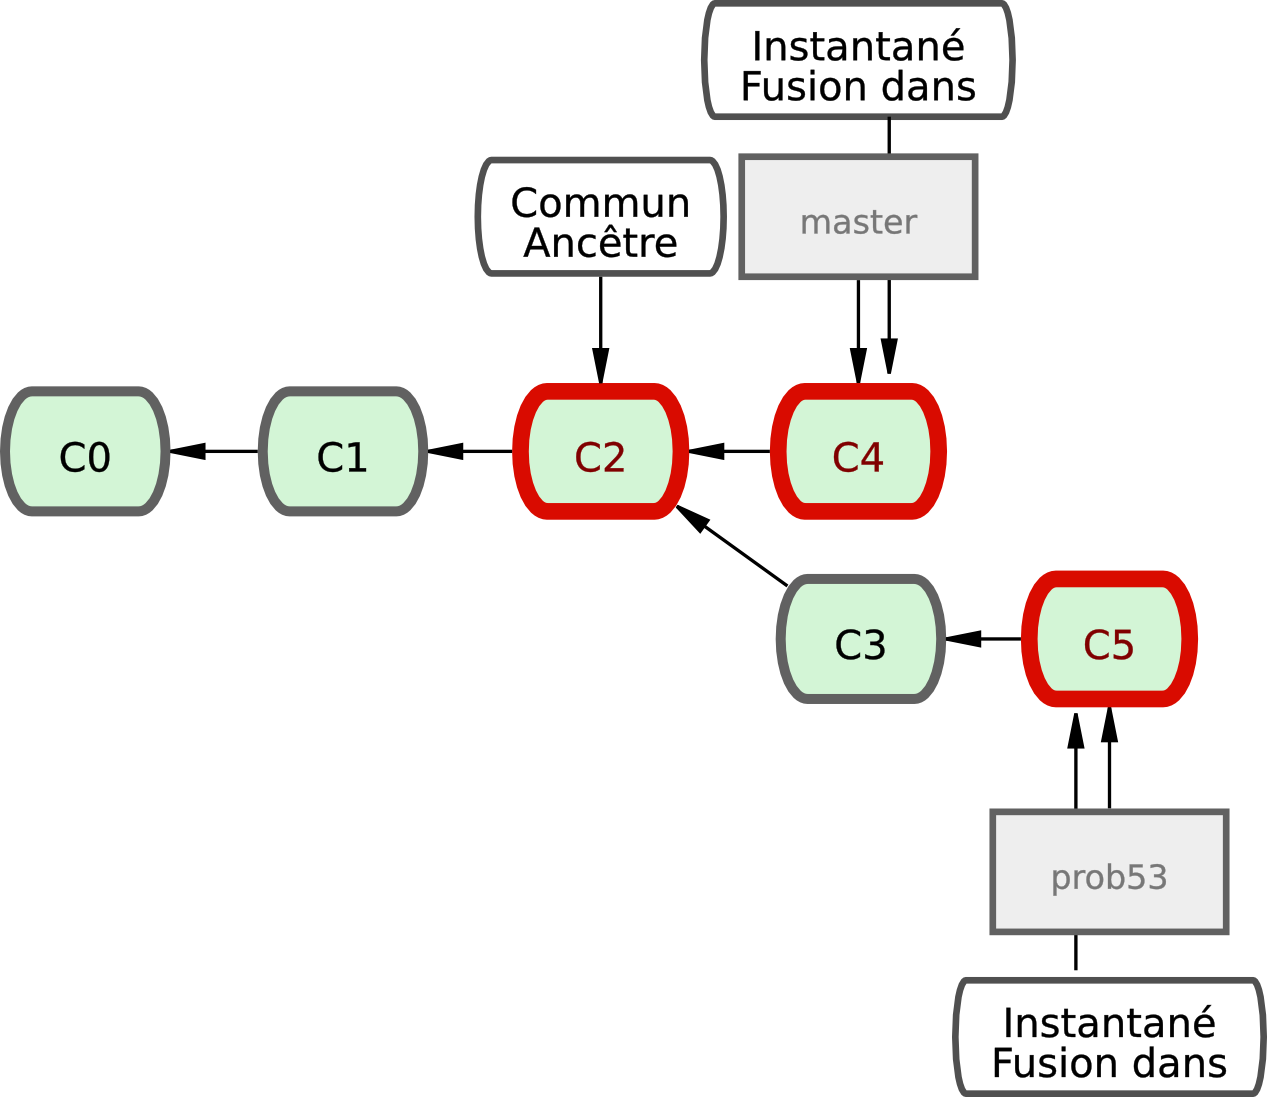 Instantané
Fusion dans
Commun
Ancêtre
master
C0
C1
C2
C4
C3
C5
prob53
Instantané
Fusion dans